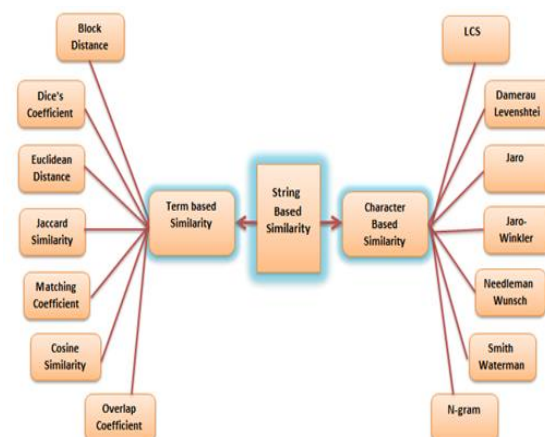 Block
Distance
Dice's
Coefficient
Euclidean
Distance
Jaccard
Similarity
Matching
Coefficient
Cosine
Similarity
Overlap
Coefficient
Term based
Similarity
String
Based
Similarity
Character
Based
Similarity
LCS
Damerau
Levenshtei
Jaro
Jaro-
Winkler
Needleman
Wunsch
Smith
Waterman
N-gram